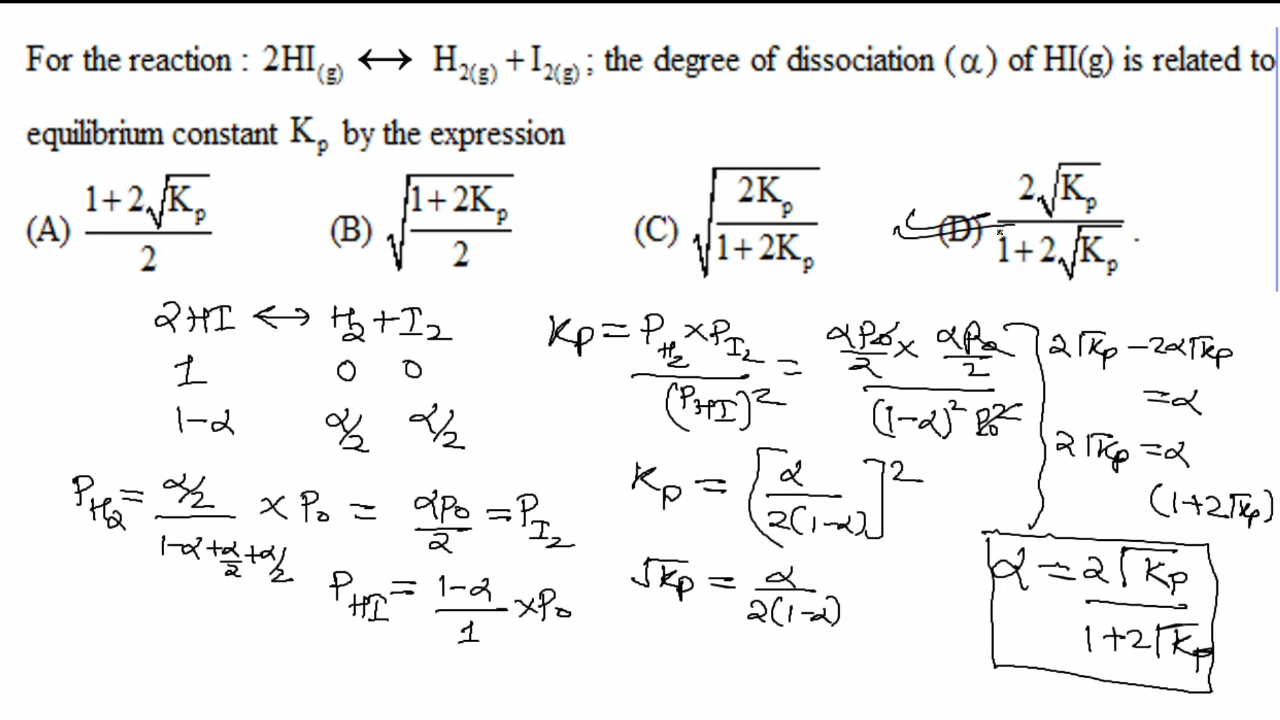 For the reaction : 2HI(g) ↔ H2(g) + I2(g) ; the degree of dissociation (α) of HI(g) is related to
equilibrium constant Kp by the expression
(A) (1+2√Kp)/2 (B) √((1+2Kp)/2) (C) √(2Kp/(1+2Kp)) (D) 2√Kp/(1+2√Kp) .
2HI ↔ H2 + I2
1 0 0
1-α α/2 α/2
PH2 = (α/2)/(1-α+α/2+α/2) × P0 = αP0/2 = PI2
PHI = (1-α)/1 × P0
Kp = (PH2 × PI2)/(PHI)² = (αP0/2 × αP0/2)/((1-α)² P0²)
Kp = [α/(2(1-α))]²
√Kp = α/(2(1-α))
2√Kp - 2α√Kp
= α
2√Kp = α
(1+2√Kp)
α = 2√Kp/(1+2√Kp)